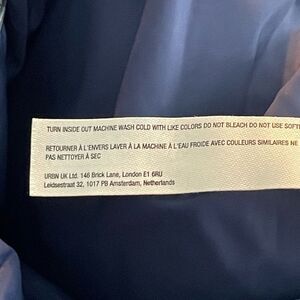 TURN INSIDE OUT MACHINE WASH COLD WITH LIKE COLORS DO NOT BLEACH DO NOT USE SOFT
RETOURNER À L'ENVERS LAVER À LA MACHINE À L'EAU FROIDE AVEC COULEURS SIMILAIRES NE
PAS NETTOYER À SEC
URBN UK Ltd. 146 Brick Lane, London E1 6RU
Leidsestraat 32, 1017 PB Amsterdam, Netherlands